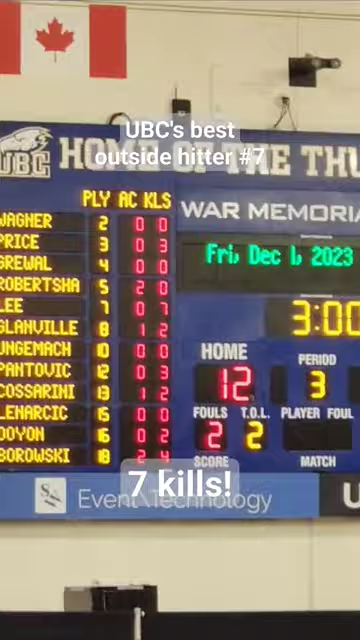 UBC's best
outside hitter #7
UBC
HOME OF THE THU
PLY AC KLS
WAR MEMORIA
WAGNER 2 0 0
PRICE 3 0 3
GREWAL 4 0 0
ROBERTSHA 5 2 0
LEE 7 0 7
GLANVILLE 8 1 2
UNGEMACH 10 0 0
PANTOVIC 12 0 3
COSSARINI 13 1 2
LENARCIC 15 0 0
DOYON 16 0 2
BOROWSKI 18 2 4
Fri, Dec 1, 2023
3:00
HOME
PERIOD
12
3
FOULS T.O.L. PLAYER FOUL
2 2
SCORE MATCH
7 kills!
SA Event Technology
U